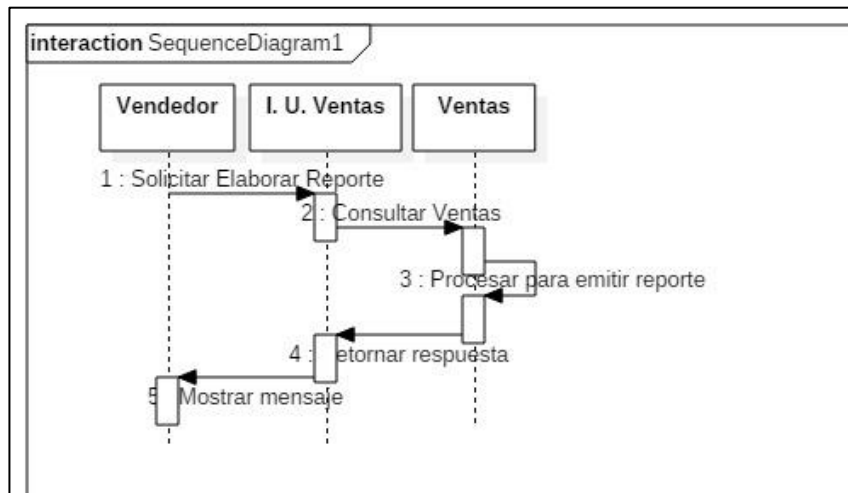 interaction SequenceDiagram1
Vendedor
I. U. Ventas
Ventas
1 : Solicitar Elaborar Reporte
2 : Consultar Ventas
3 : Procesar para emitir reporte
4 : etornar respuesta
5 Mostrar mensaje